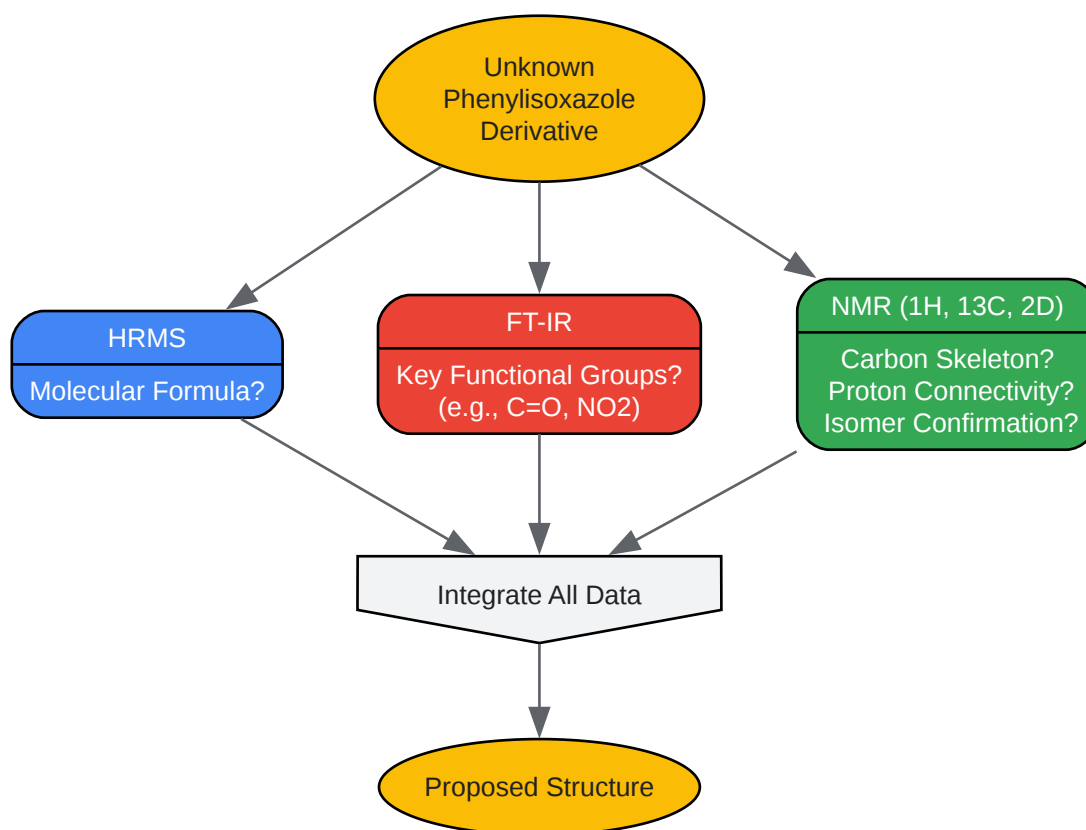 Unknown
Phenylisoxazole
Derivative
HRMS
Molecular Formula?
FT-IR
Key Functional Groups?
(e.g., C=O, NO2)
NMR (1H, 13C, 2D)
Carbon Skeleton?
Proton Connectivity?
Isomer Confirmation?
Integrate All Data
Proposed Structure